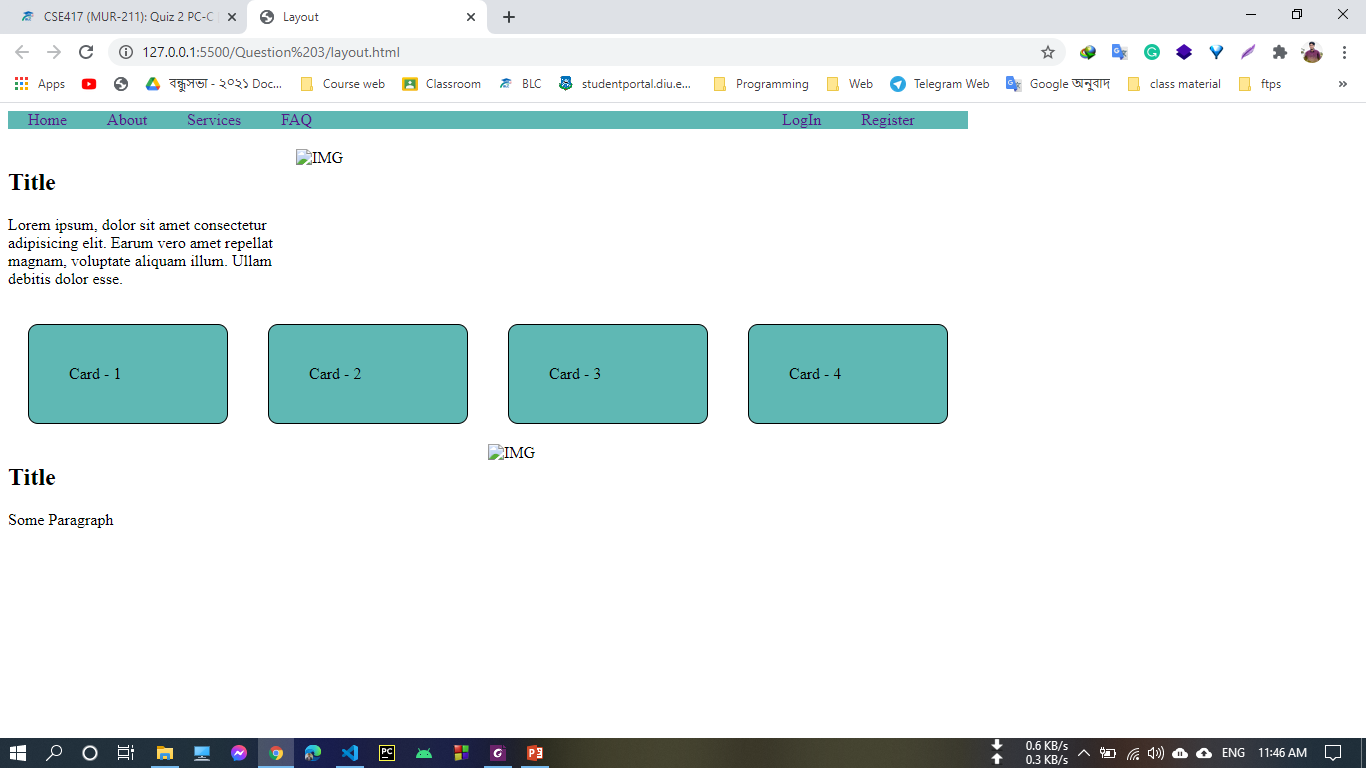 CSE417 (MUR-211): Quiz 2 PC-C
Layout
127.0.0.1:5500/Question%203/layout.html
Apps
বন্ধুসভা - ২০২১ Doc...
Course web
Classroom
BLC
studentportal.diu.e...
Programming
Web
Telegram Web
Google অনুবাদ
class material
ftps
»
Home About Services FAQ LogIn Register
IMG
Title
Lorem ipsum, dolor sit amet consectetur
adipisicing elit. Earum vero amet repellat
magnam, voluptate aliquam illum. Ullam
debitis dolor esse.
Card - 1 Card - 2 Card - 3 Card - 4
IMG
Title
Some Paragraph
0.6 KB/s
0.3 KB/s
ENG
11:46 AM